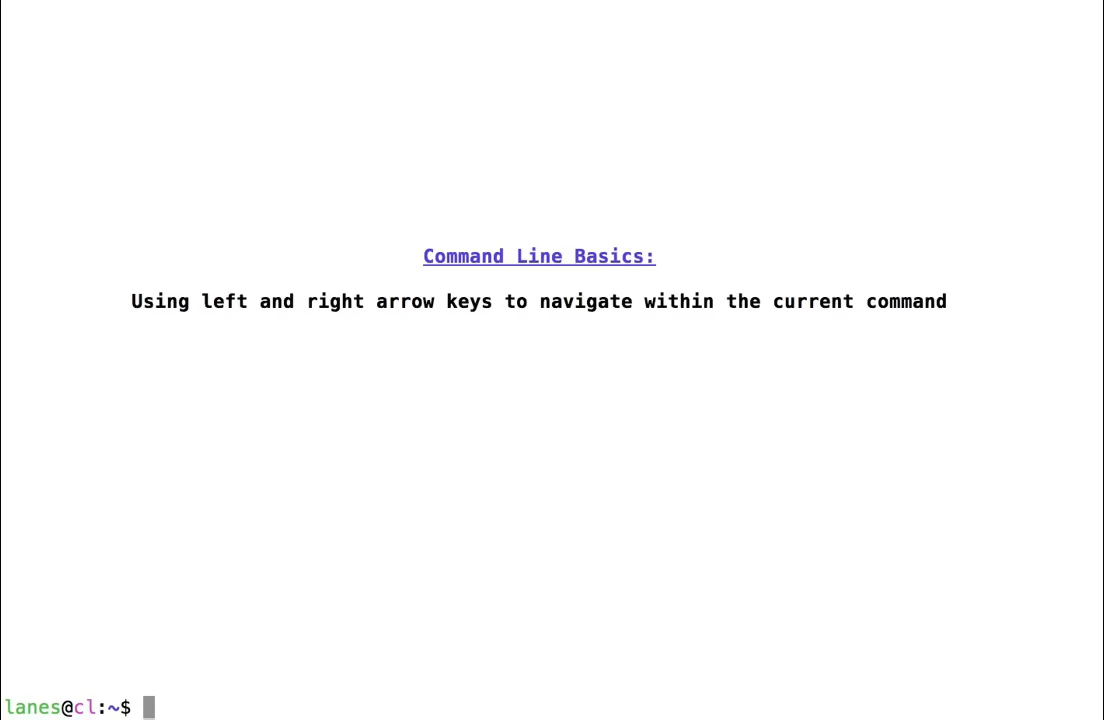 Command Line Basics:
Using left and right arrow keys to navigate within the current command
lanes@cl:~$